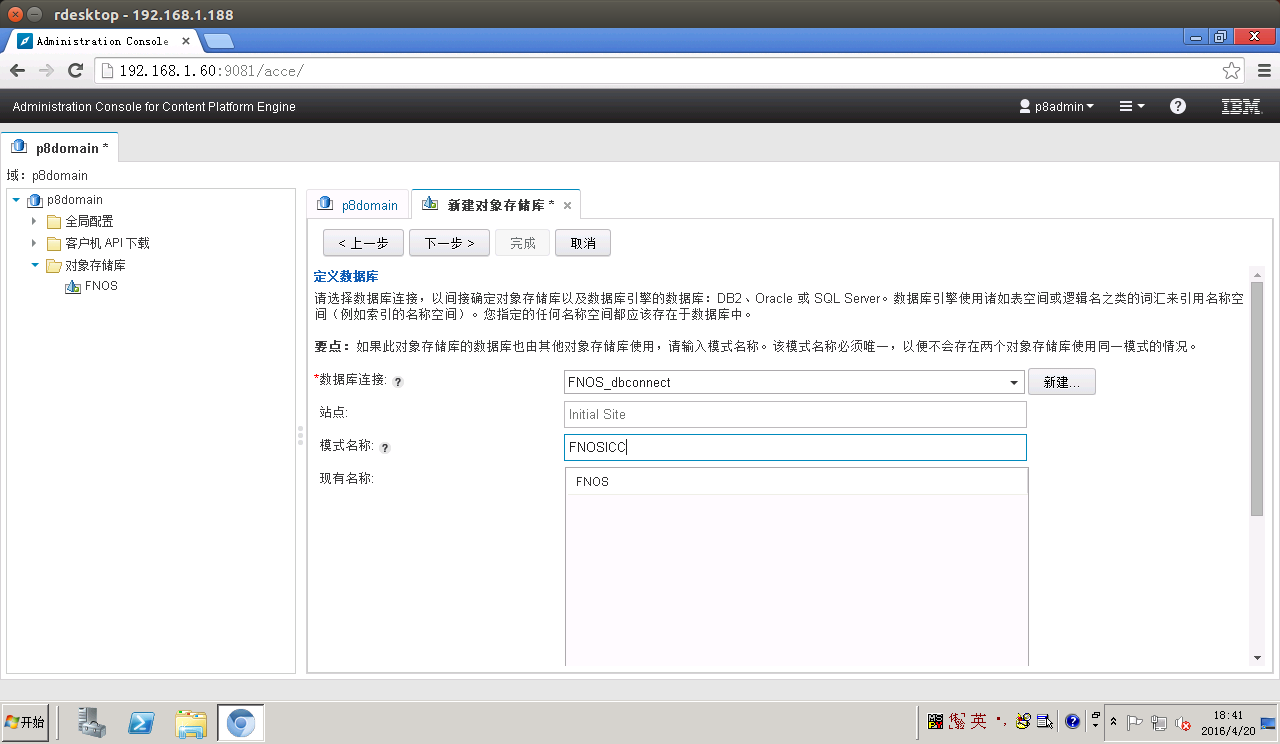 rdesktop - 192.168.1.188
Administration Console
192.168.1.60:9081/acce/
Administration Console for Content Platform Engine
p8admin
IBM
p8domain *
域：p8domain
p8domain
全局配置
客户机 API 下载
对象存储库
FNOS
p8domain
新建对象存储库 *
< 上一步
下一步 >
完成
取消
定义数据库
请选择数据库连接，以间接确定对象存储库以及数据库引擎的数据库：DB2、Oracle 或 SQL Server。数据库引擎使用诸如表空间或逻辑名之类的词汇来引用名称空
间（例如索引的名称空间）。您指定的任何名称空间都应该存在于数据库中。
要点：如果此对象存储库的数据库也由其他对象存储库使用，请输入模式名称。该模式名称必须唯一，以便不会存在两个对象存储库使用同一模式的情况。
*数据库连接: ?
FNOS_dbconnect
新建...
站点:
Initial Site
模式名称: ?
FNOSICC
现有名称:
FNOS
开始
英
18:41
2016/4/20